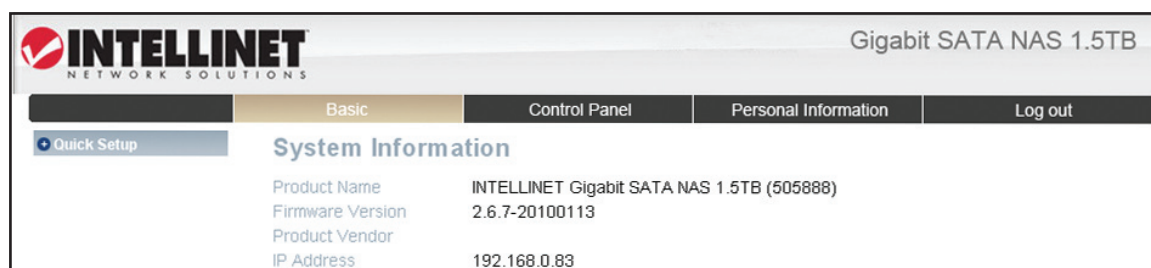 INTELLINET
NETWORK SOLUTIONS
Gigabit SATA NAS 1.5TB
Basic Control Panel Personal Information Log out
Quick Setup
System Information
Product Name INTELLINET Gigabit SATA NAS 1.5TB (505888)
Firmware Version 2.6.7-20100113
Product Vendor
IP Address 192.168.0.83